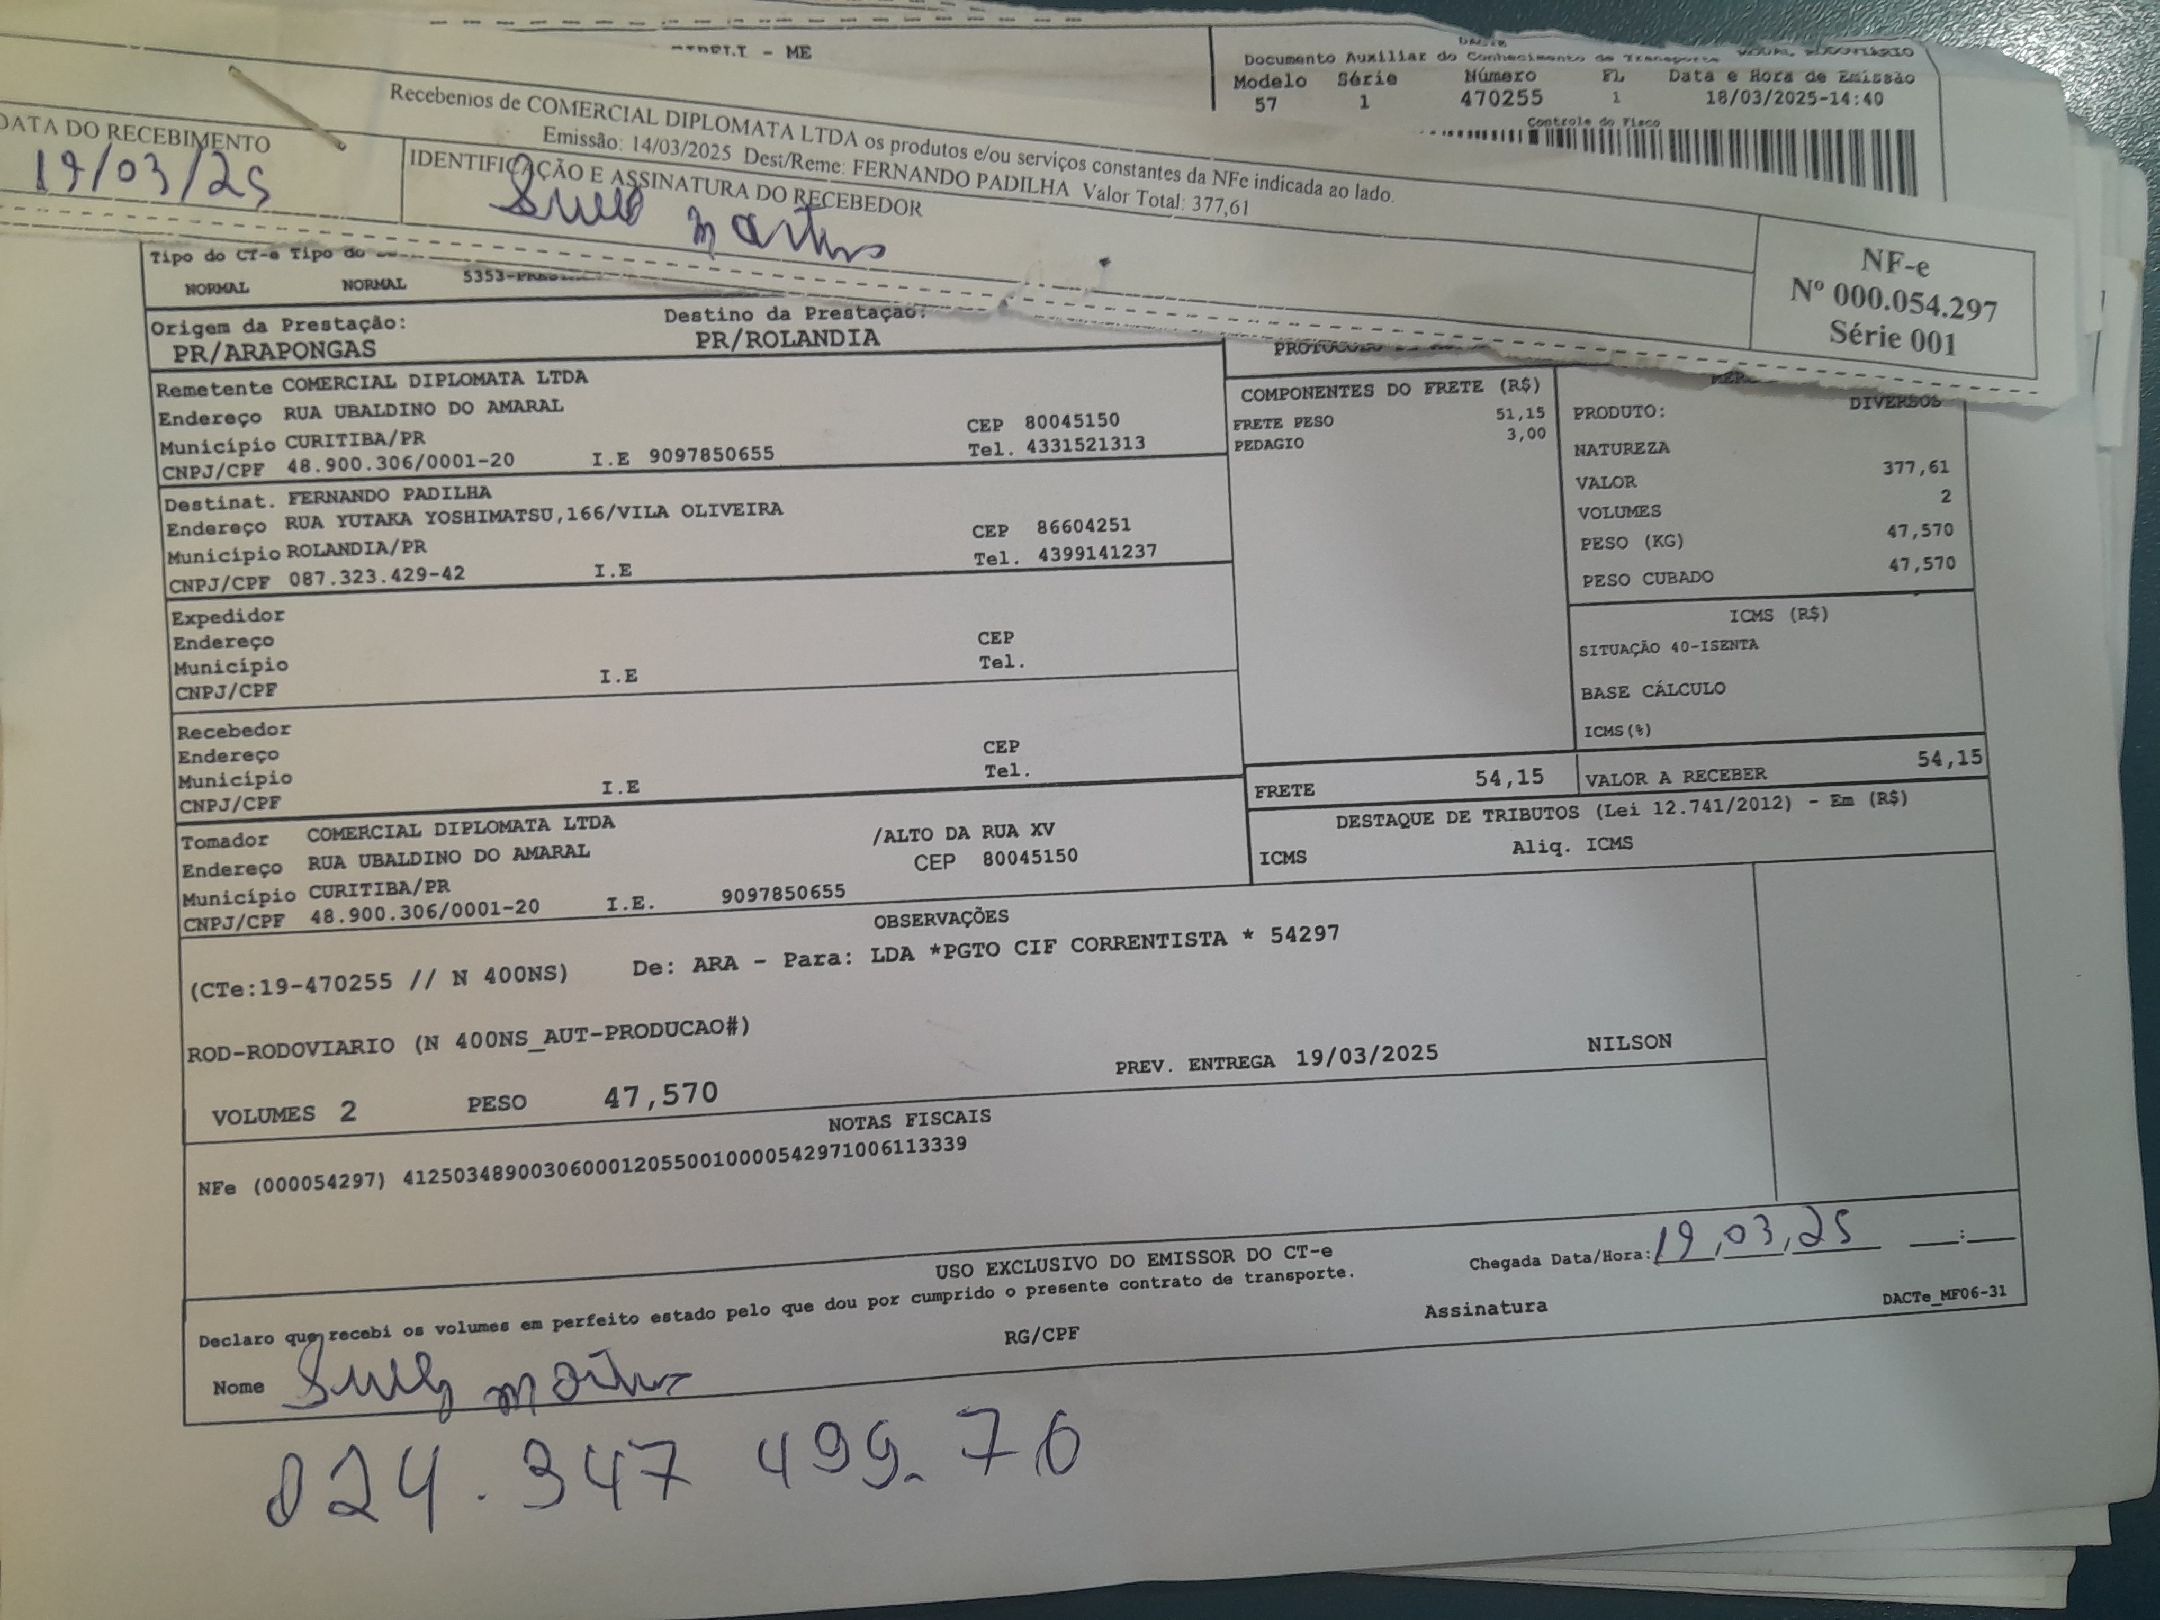 - ME
Documento Auxiliar do Conhecimento de Transporte
Modelo Série Número FL Data e Hora de Emissão
57 1 470255 1 18/03/2025-14:40
Controle do Fisco
Recebemos de COMERCIAL DIPLOMATA LTDA os produtos e/ou serviços constantes da NFe indicada ao lado.
Emissão: 14/03/2025 Dest/Reme: FERNANDO PADILHA Valor Total: 377,61
DATA DO RECEBIMENTO
19/03/25
IDENTIFICAÇÃO E ASSINATURA DO RECEBEDOR
NF-e
Nº 000.054.297
Série 001
Tipo do CT-e Tipo do
NORMAL NORMAL
Origem da Prestação: Destino da Prestação:
PR/ARAPONGAS PR/ROLANDIA
Remetente COMERCIAL DIPLOMATA LTDA
Endereço RUA UBALDINO DO AMARAL CEP 80045150
Município CURITIBA/PR Tel. 4331521313
CNPJ/CPF 48.900.306/0001-20 I.E 9097850655
Destinat. FERNANDO PADILHA
Endereço RUA YUTAKA YOSHIMATSU,166/VILA OLIVEIRA CEP 86604251
Município ROLANDIA/PR Tel. 4399141237
CNPJ/CPF 087.323.429-42 I.E
Expedidor
Endereço CEP
Município Tel.
CNPJ/CPF I.E
Recebedor
Endereço CEP
Município Tel.
CNPJ/CPF I.E
Tomador COMERCIAL DIPLOMATA LTDA
Endereço RUA UBALDINO DO AMARAL /ALTO DA RUA XV
Município CURITIBA/PR CEP 80045150
CNPJ/CPF 48.900.306/0001-20 I.E. 9097850655
COMPONENTES DO FRETE (R$)
FRETE PESO 51,15
PEDAGIO 3,00
PRODUTO: DIVERSOS
NATUREZA
VALOR 377,61
VOLUMES 2
PESO (KG) 47,570
PESO CUBADO 47,570
ICMS (R$)
SITUAÇÃO 40-ISENTA
BASE CÁLCULO
ICMS(%)
FRETE 54,15 VALOR A RECEBER 54,15
DESTAQUE DE TRIBUTOS (Lei 12.741/2012) - Em (R$)
ICMS Aliq. ICMS
OBSERVAÇÕES
(CTe:19-470255 // N 400NS) De: ARA - Para: LDA *PGTO CIF CORRENTISTA * 54297
ROD-RODOVIARIO (N 400NS_AUT-PRODUCAO#)
PREV. ENTREGA 19/03/2025 NILSON
VOLUMES 2 PESO 47,570
NOTAS FISCAIS
NFe (000054297) 41250348900306000120550010000542971006113339
USO EXCLUSIVO DO EMISSOR DO CT-e
Declaro que recebi os volumes em perfeito estado pelo que dou por cumprido o presente contrato de transporte.
Chegada Data/Hora: 19,03,25 __:__
Nome RG/CPF Assinatura DACTe_MF06-31
024.347 499.70